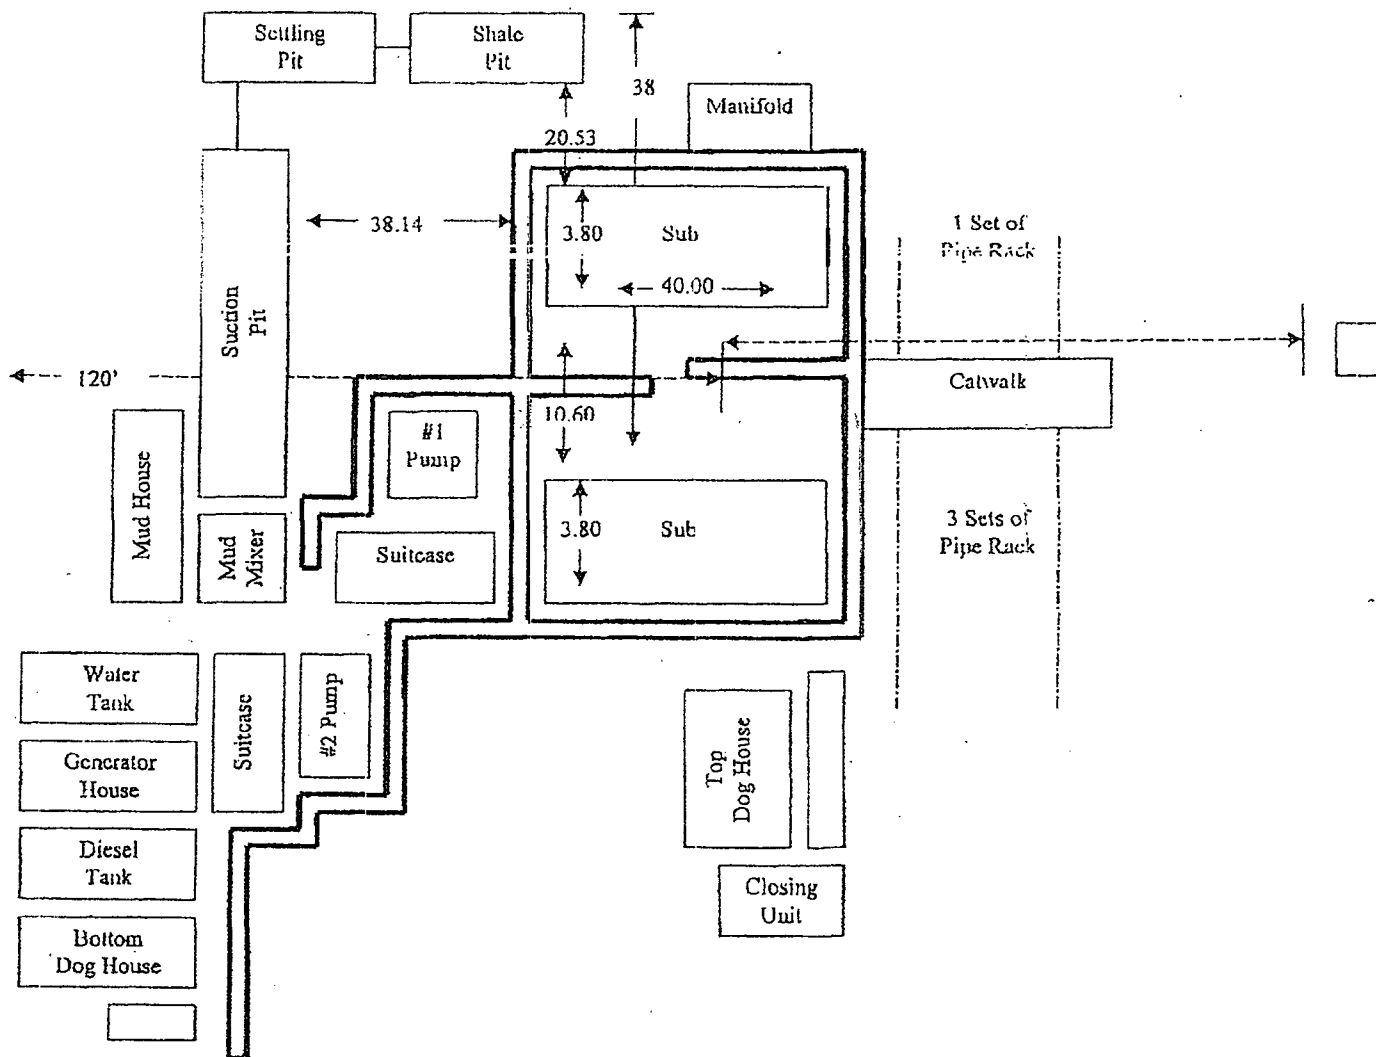 Settling
Pit
Shale
Pit
38
Manifold
20.53
38.14
3.80
Sub
40.00
1 Set of
Pipe Rack
Suction
Pit
120'
Catwalk
10.60
#1
Pump
Mud House
Mud
Mixer
Suitcase
3.80
Sub
3 Sets of
Pipe Rack
Water
Tank
Suitcase
#2 Pump
Generator
House
Top
Dog House
Diesel
Tank
Closing
Unit
Bottom
Dog House